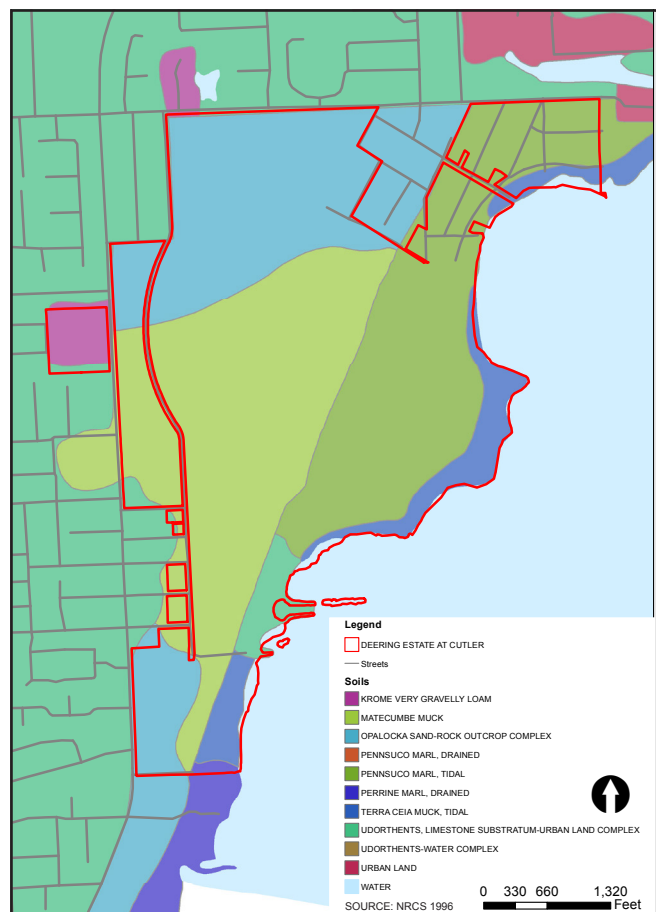 Legend
DEERING ESTATE AT CUTLER
Streets
Soils
KROME VERY GRAVELLY LOAM
MATECUMBE MUCK
OPALOCKA SAND-ROCK OUTCROP COMPLEX
PENNSUCO MARL, DRAINED
PENNSUCO MARL, TIDAL
PERRINE MARL, DRAINED
TERRA CEIA MUCK, TIDAL
UDORTHENTS, LIMESTONE SUBSTRATUM-URBAN LAND COMPLEX
UDORTHENTS-WATER COMPLEX
URBAN LAND
WATER
SOURCE: NRCS 1996
0 330 660 1,320
Feet